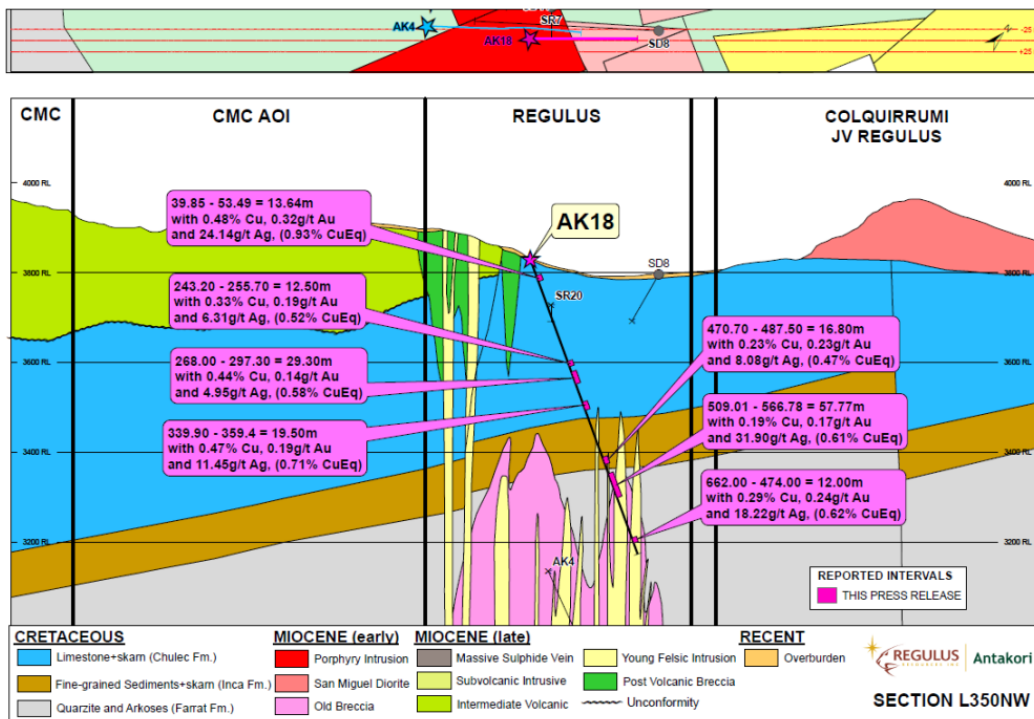 AK4
SR7
AK18
SD8
-25
+25
CMC
CMC AOI
REGULUS
COLQUIRRUMI
JV REGULUS
4000 RL
4000 RL
39.85 - 53.49 = 13.64m
with 0.48% Cu, 0.32g/t Au
and 24.14g/t Ag, (0.93% CuEq)
AK18
3800 RL
SD8
3800 RL
243.20 - 255.70 = 12.50m
with 0.33% Cu, 0.19g/t Au
and 6.31g/t Ag, (0.52% CuEq)
SR20
3600 RL
3600 RL
268.00 - 297.30 = 29.30m
with 0.44% Cu, 0.14g/t Au
and 4.95g/t Ag, (0.58% CuEq)
470.70 - 487.50 = 16.80m
with 0.23% Cu, 0.23g/t Au
and 8.08g/t Ag, (0.47% CuEq)
339.90 - 359.4 = 19.50m
with 0.47% Cu, 0.19g/t Au
and 11.45g/t Ag, (0.71% CuEq)
509.01 - 566.78 = 57.77m
with 0.19% Cu, 0.17g/t Au
and 31.90g/t Ag, (0.61% CuEq)
3400 RL
3400 RL
662.00 - 474.00 = 12.00m
with 0.29% Cu, 0.24g/t Au
and 18.22g/t Ag, (0.62% CuEq)
3200 RL
3200 RL
AK4
REPORTED INTERVALS
THIS PRESS RELEASE
CRETACEOUS
Limestone+skarn (Chulec Fm.)
Fine-grained Sediments+skarn (Inca Fm.)
Quarzite and Arkoses (Farrat Fm.)
MIOCENE (early)
Porphyry Intrusion
San Miguel Diorite
Old Breccia
MIOCENE (late)
Massive Sulphide Vein
Subvolcanic Intrusive
Intermediate Volcanic
Young Felsic Intrusion
Post Volcanic Breccia
Unconformity
RECENT
Overburden
REGULUS
Antakori
SECTION L350NW